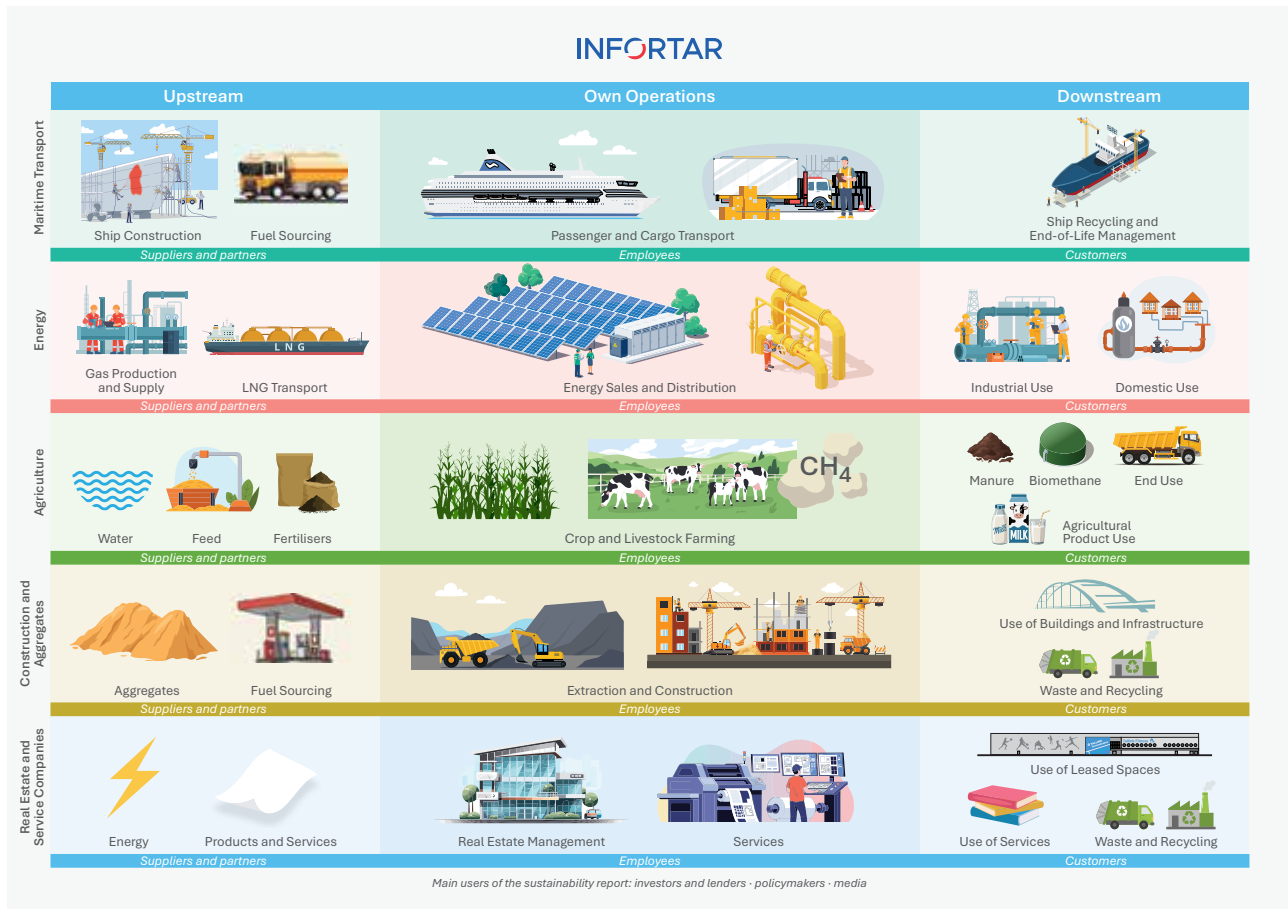 INFORTAR
Upstream
Own Operations
Downstream
Maritime Transport
Ship Construction
Fuel Sourcing
Passenger and Cargo Transport
Ship Recycling and
End-of-Life Management
Suppliers and partners
Employees
Customers
Energy
LNG
Gas Production
and Supply
LNG Transport
Energy Sales and Distribution
Industrial Use
Domestic Use
Suppliers and partners
Employees
Customers
Agriculture
CH4
Manure
Biomethane
End Use
MILK
Water
Feed
Fertilisers
Crop and Livestock Farming
Agricultural
Product Use
Suppliers and partners
Employees
Customers
Construction and
Aggregates
Use of Buildings and Infrastructure
Aggregates
Fuel Sourcing
Extraction and Construction
Waste and Recycling
Suppliers and partners
Employees
Customers
Real Estate and
Service Companies
Use of Leased Spaces
Energy
Products and Services
Real Estate Management
Services
Use of Services
Waste and Recycling
Suppliers and partners
Employees
Customers
Main users of the sustainability report: investors and lenders · policymakers · media